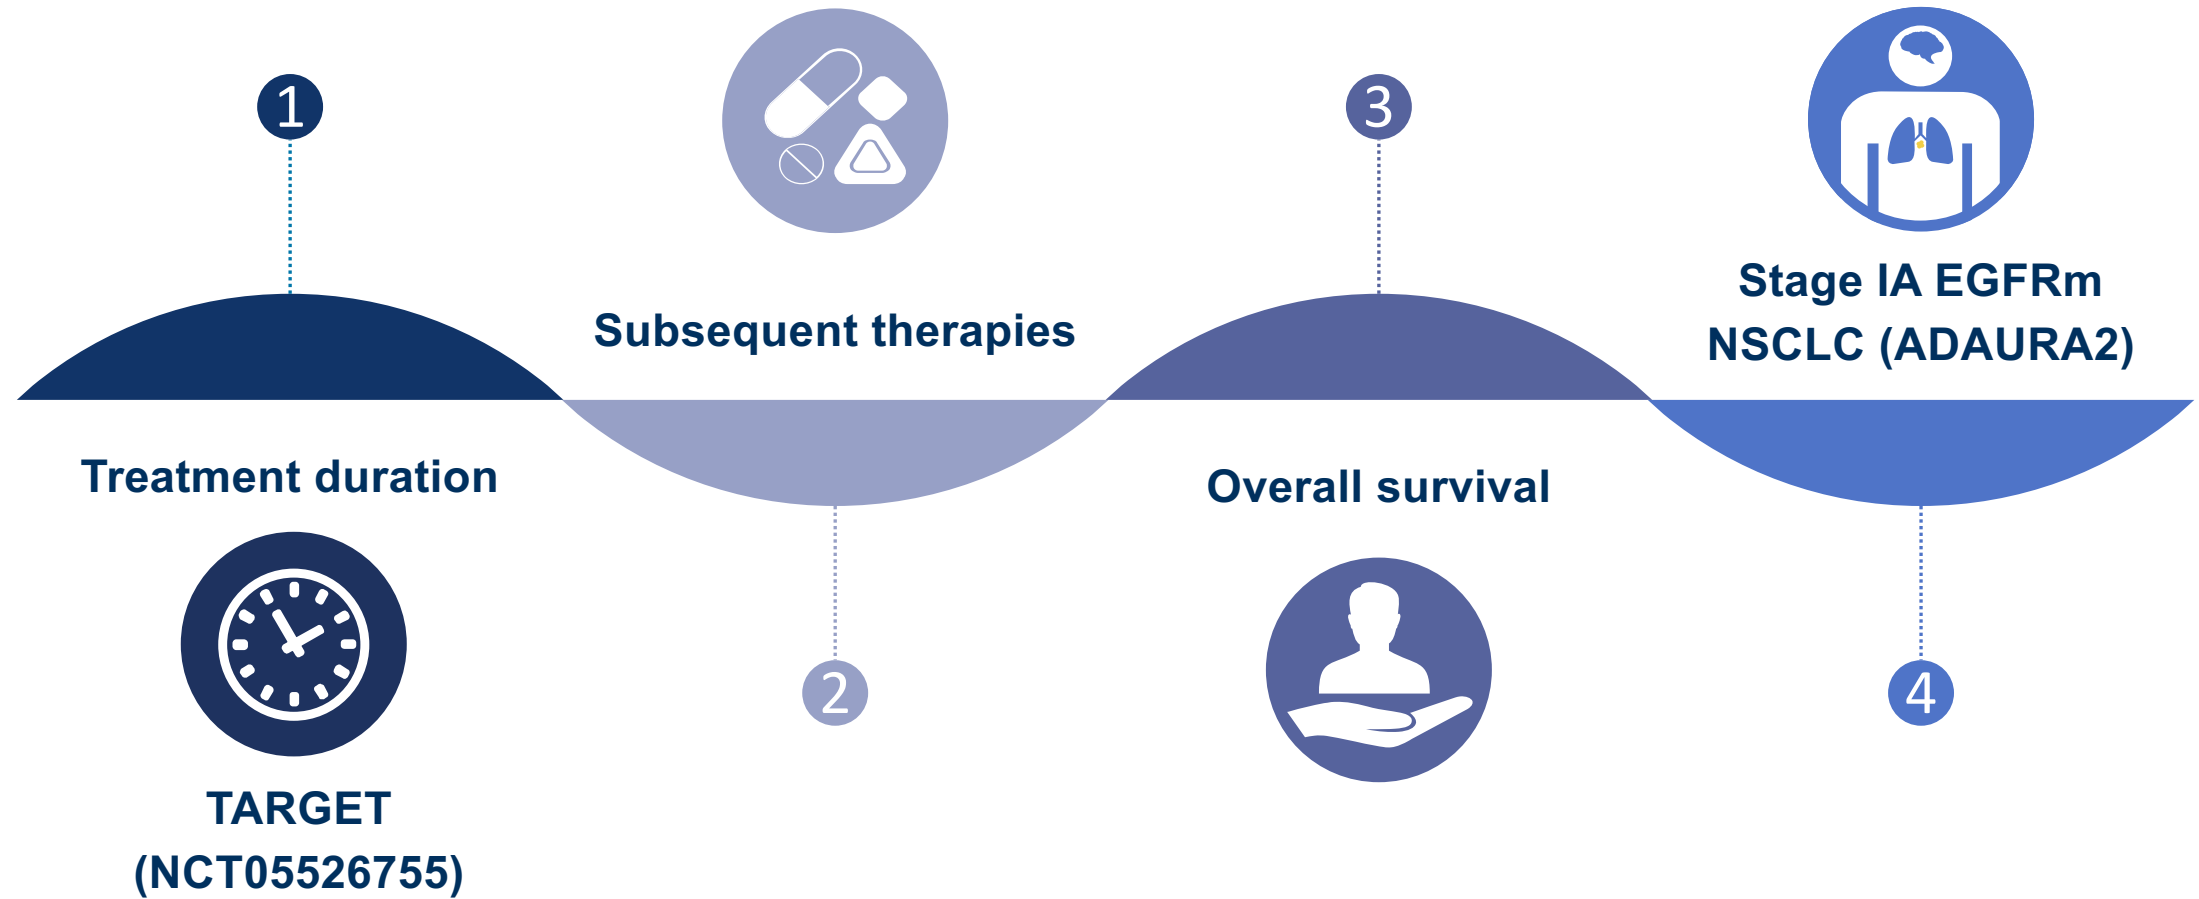 1
Treatment duration
TARGET
(NCT05526755)
Subsequent therapies
2
3
Overall survival
Stage IA EGFRm
NSCLC (ADAURA2)
4